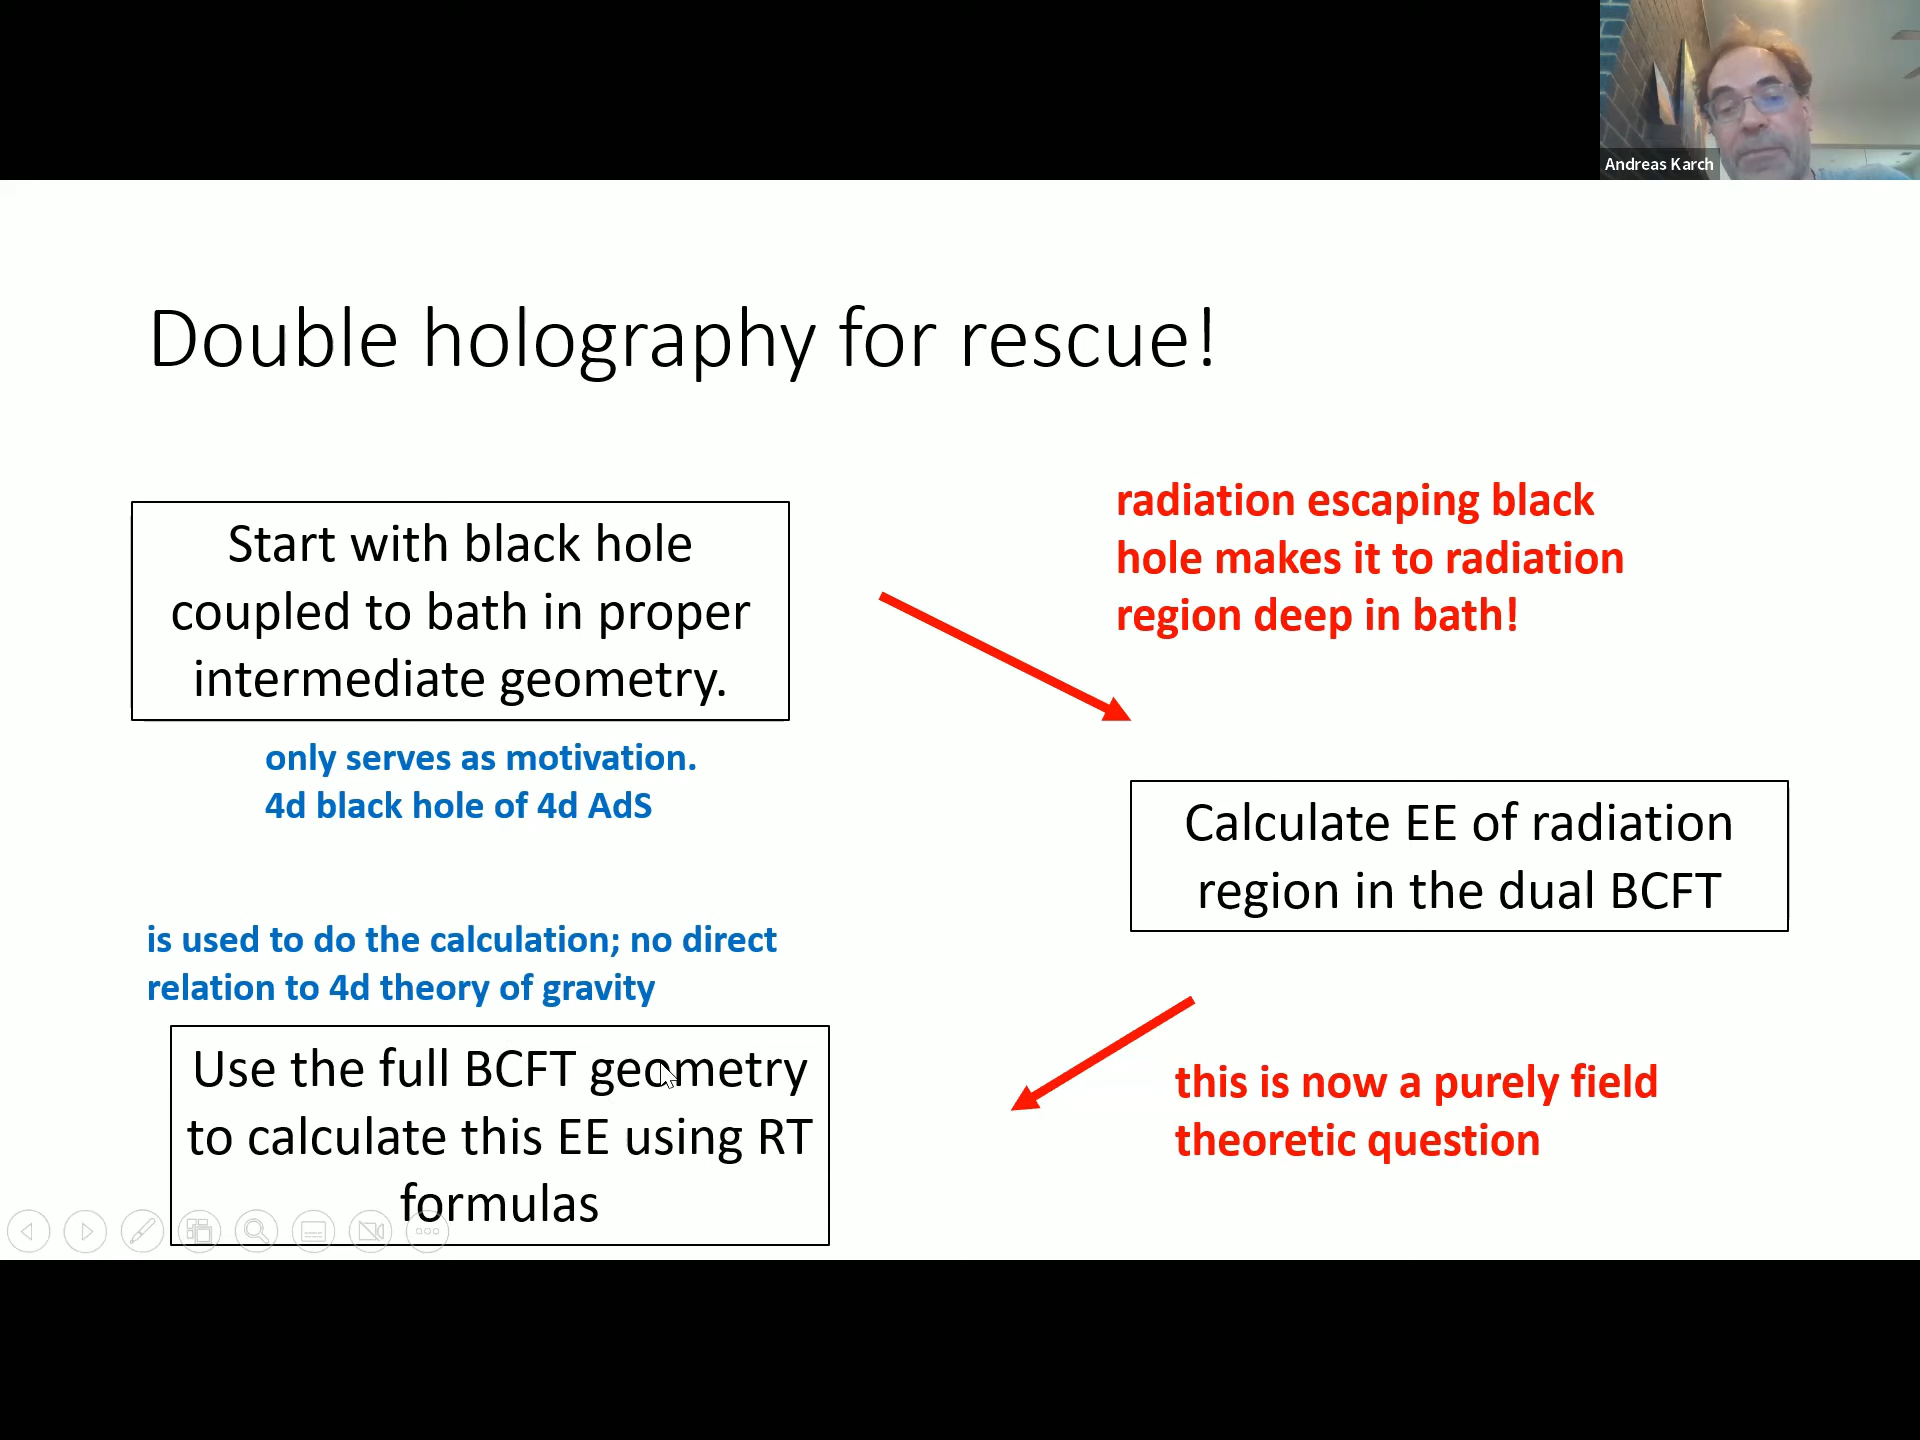 Andreas Karch
Double holography for rescue!
Start with black hole
coupled to bath in proper
intermediate geometry.
radiation escaping black
hole makes it to radiation
region deep in bath!
only serves as motivation.
4d black hole of 4d AdS
Calculate EE of radiation
region in the dual BCFT
is used to do the calculation; no direct
relation to 4d theory of gravity
Use the full BCFT geometry
to calculate this EE using RT
formulas
this is now a purely field
theoretic question